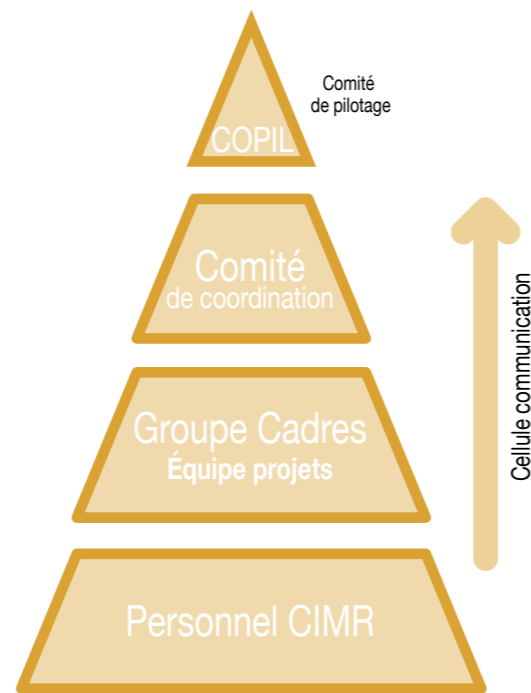 Comité
de pilotage
COPIL
Comité
de coordination
Groupe Cadres
Équipe projets
Personnel CIMR
Cellule communication